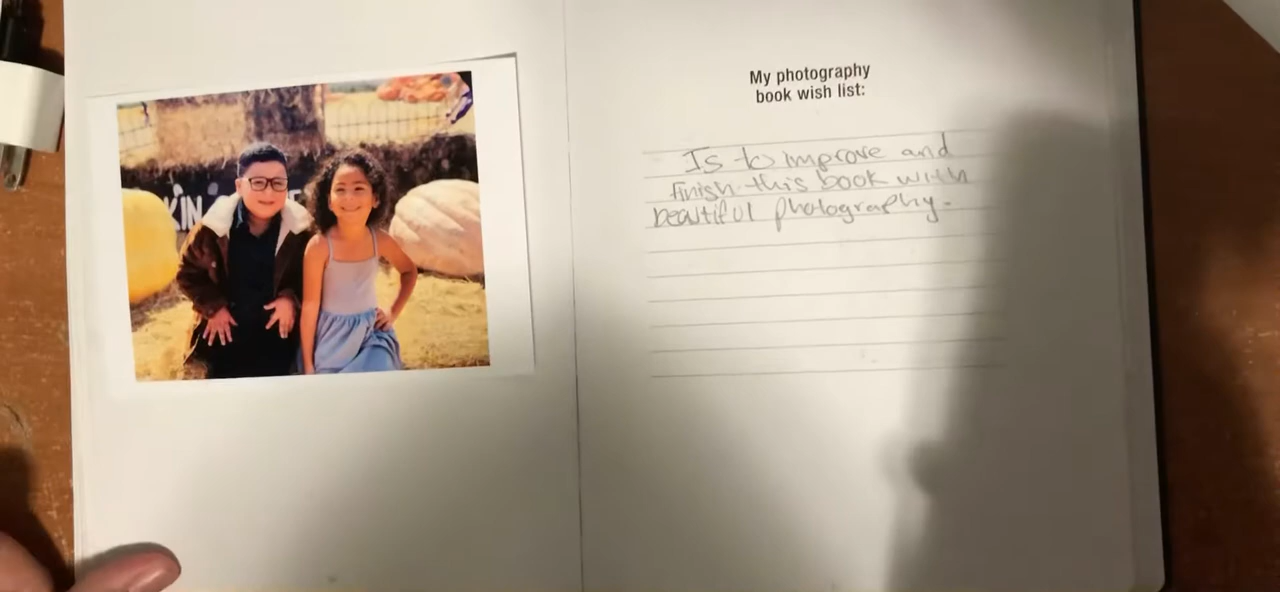 My photography
book wish list:
Is to improve and
finish this book with
beautiful photography.